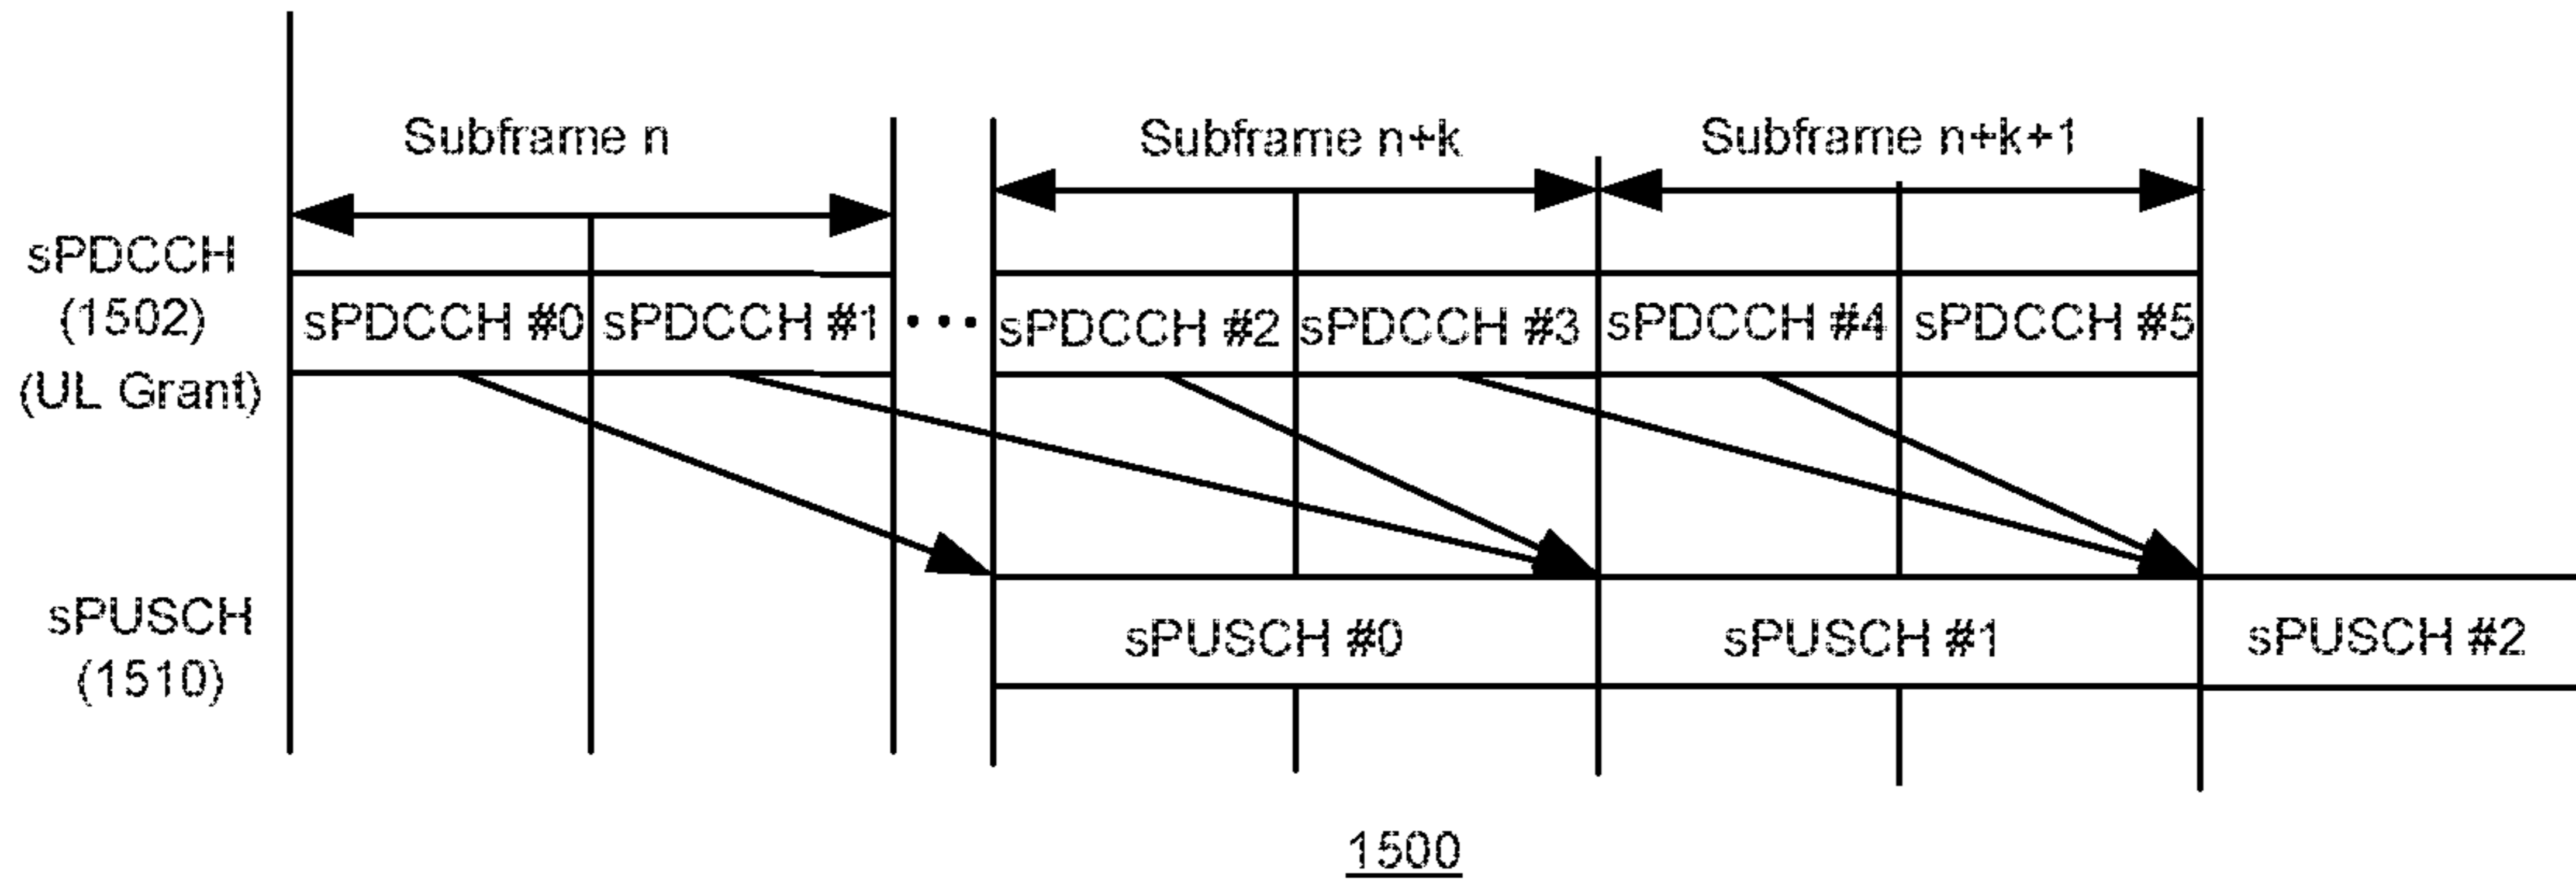 Subframe n
Subframe n+k
Subframe n+k+1
sPDCCH
(1502)
(UL Grant)
sPDCCH #0
sPDCCH #1
...
sPDCCH #2
sPDCCH #3
sPDCCH #4
sPDCCH #5
sPUSCH
(1510)
sPUSCH #0
sPUSCH #1
sPUSCH #2
1500